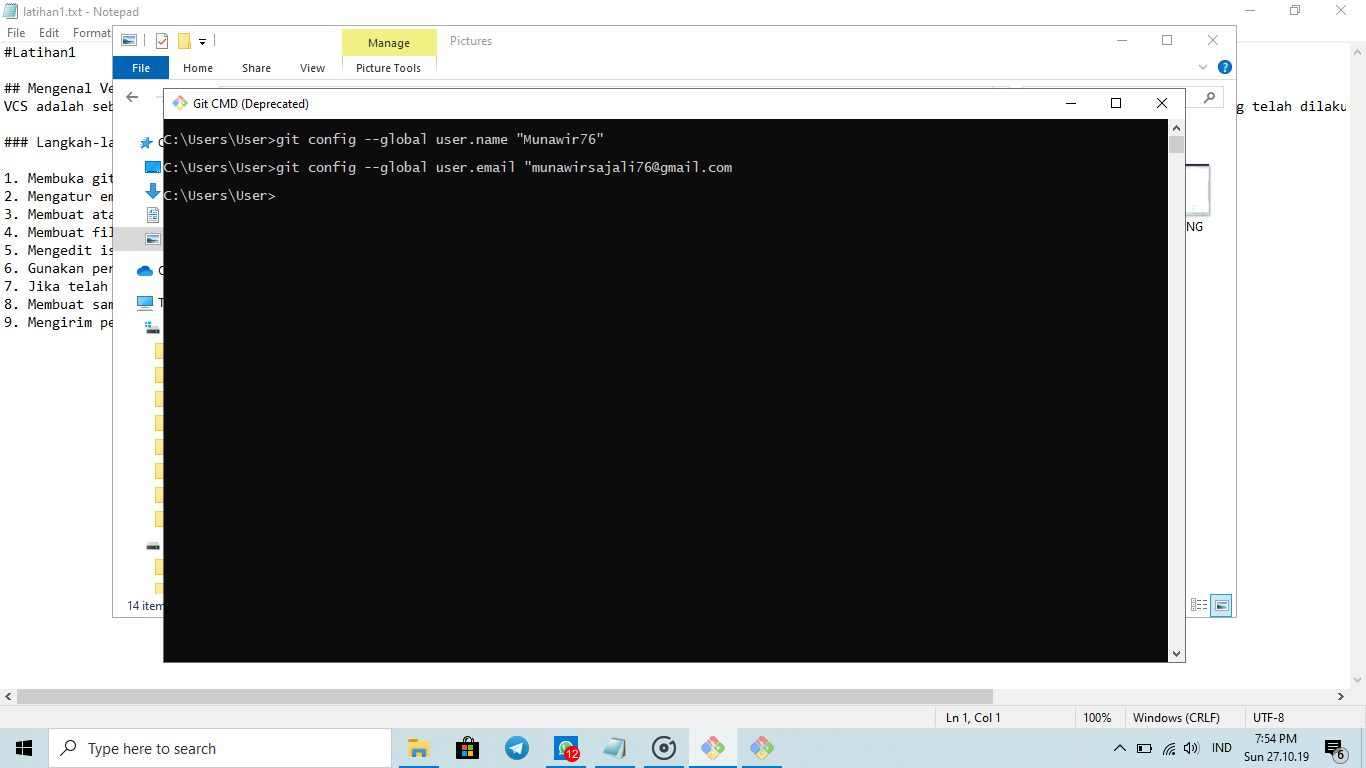 latihan1.txt - Notepad
File Edit Format
#Latihan1
## Mengenal Ve
VCS adalah seb
g telah dilaku
### Langkah-la
1. Membuka git
2. Mengatur em
3. Membuat ata
4. Membuat fil
5. Mengedit is
6. Gunakan per
7. Jika telah
8. Membuat sam
9. Mengirim pe
Manage
Pictures
File Home Share View Picture Tools
NG
14 item
Git CMD (Deprecated)
C:\Users\User>git config --global user.name "Munawir76"
C:\Users\User>git config --global user.email "munawirsajali76@gmail.com
C:\Users\User>
Ln 1, Col 1
100%
Windows (CRLF)
UTF-8
Type here to search
12
IND
7:54 PM
Sun 27.10.19
6